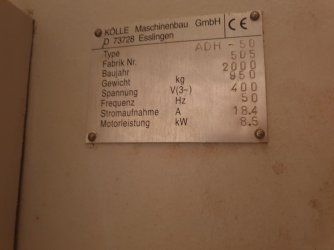 KÖLLE Maschinenbau GmbH CE
D 73728 Esslingen
Type ADH - 50
Fabrik Nr. 505
Baujahr 2000
Gewicht kg 950
Spannung V(3~) 400
Frequenz Hz 50
Stromaufnahme A 18.4
Motorleistung kW 8.5